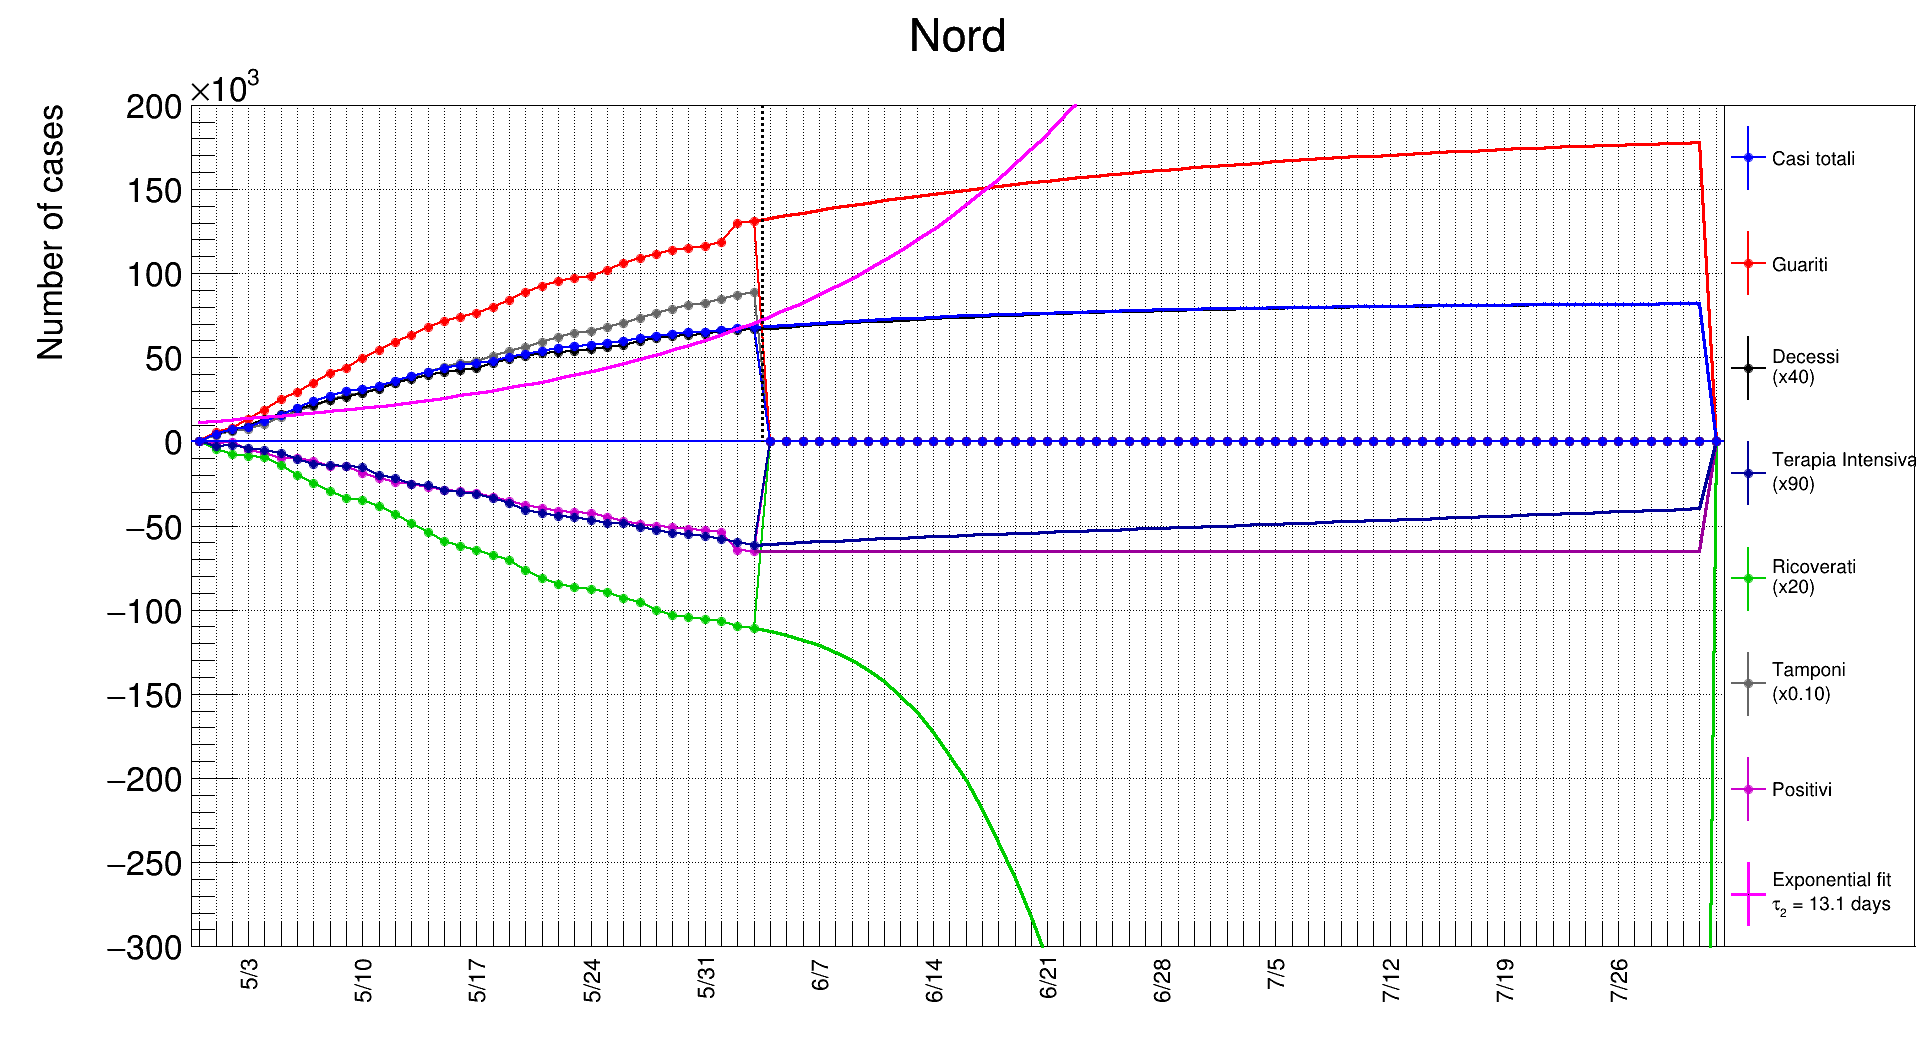 Nord
×10³
Number of cases
200
150
100
50
0
−50
−100
−150
−200
−250
−300
5/3
5/10
5/17
5/24
5/31
6/7
6/14
6/21
6/28
7/5
7/12
7/19
7/26
Casi totali
Guariti
Decessi
(x40)
Terapia Intensiva
(x90)
Ricoverati
(x20)
Tamponi
(x0.10)
Positivi
Exponential fit
τ₂ = 13.1 days